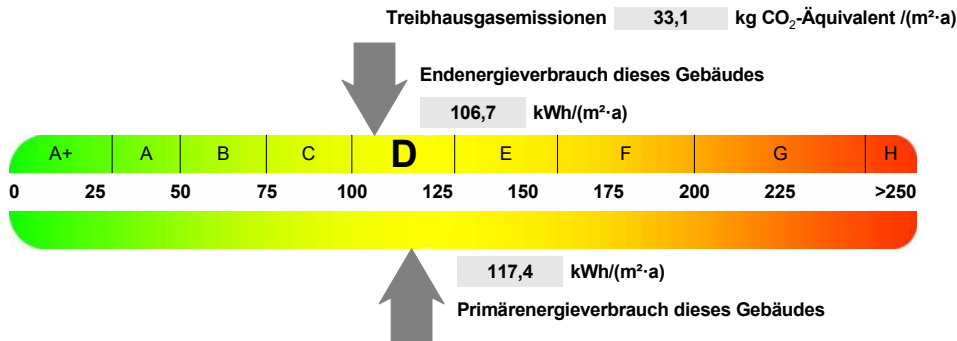 Treibhausgasemissionen 33,1 kg CO₂-Äquivalent /(m²·a)
Endenergieverbrauch dieses Gebäudes
106,7 kWh/(m²·a)
A+ A B C D E F G H
0 25 50 75 100 125 150 175 200 225 >250
117,4 kWh/(m²·a)
Primärenergieverbrauch dieses Gebäudes